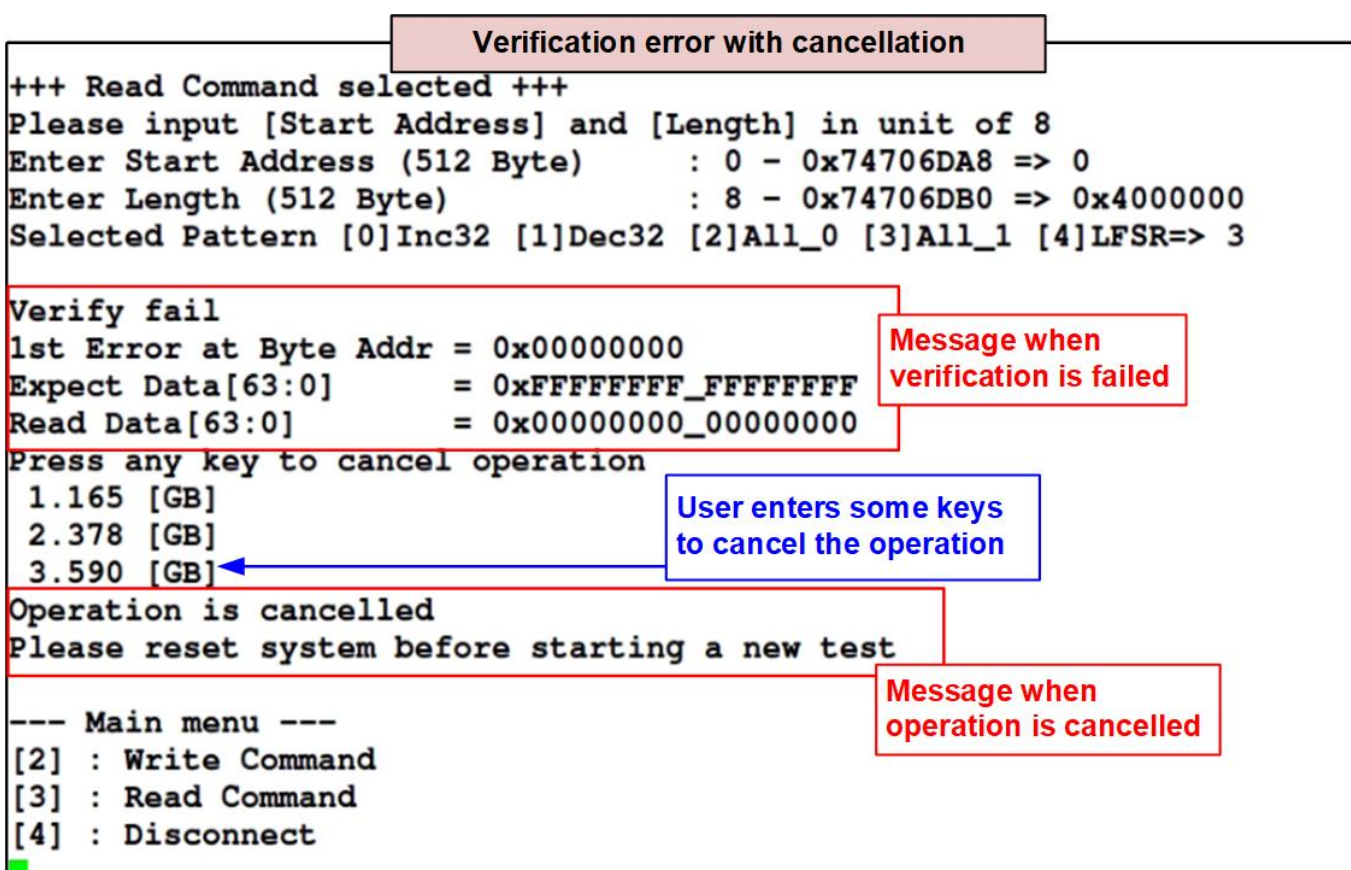 Verification error with cancellation
+++ Read Command selected +++
Please input [Start Address] and [Length] in unit of 8
Enter Start Address (512 Byte) : 0 - 0x74706DA8 => 0
Enter Length (512 Byte) : 8 - 0x74706DB0 => 0x4000000
Selected Pattern [0]Inc32 [1]Dec32 [2]All_0 [3]All_1 [4]LFSR=> 3
Verify fail
1st Error at Byte Addr = 0x00000000
Expect Data[63:0] = 0xFFFFFFFF_FFFFFFFF
Read Data[63:0] = 0x00000000_00000000
Message when
verification is failed
Press any key to cancel operation
1.165 [GB]
2.378 [GB]
3.590 [GB]
User enters some keys
to cancel the operation
Operation is cancelled
Please reset system before starting a new test
Message when
operation is cancelled
--- Main menu ---
[2] : Write Command
[3] : Read Command
[4] : Disconnect